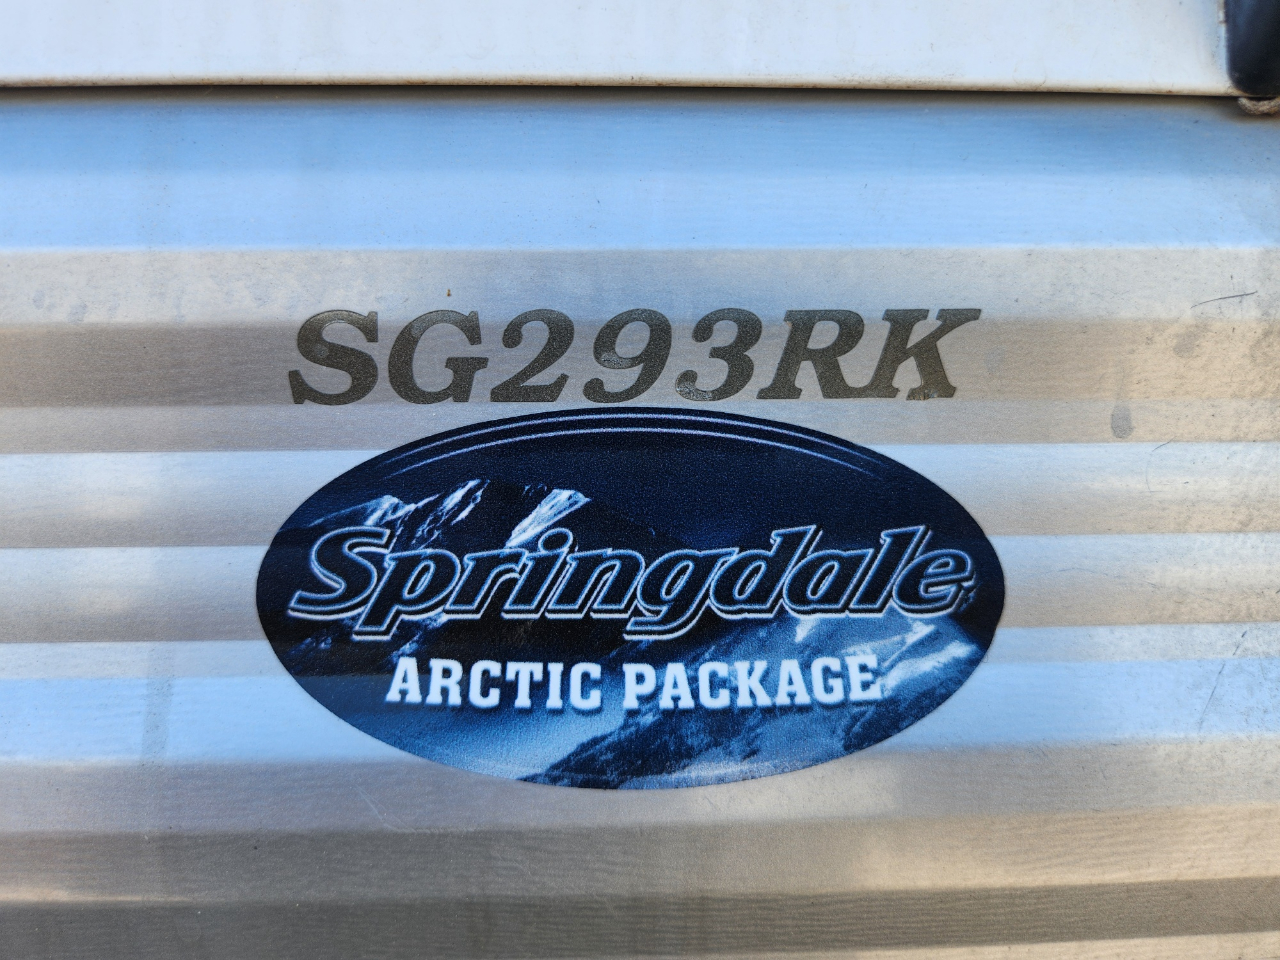 SG293RK
Springdale
ARCTIC PACKAGE